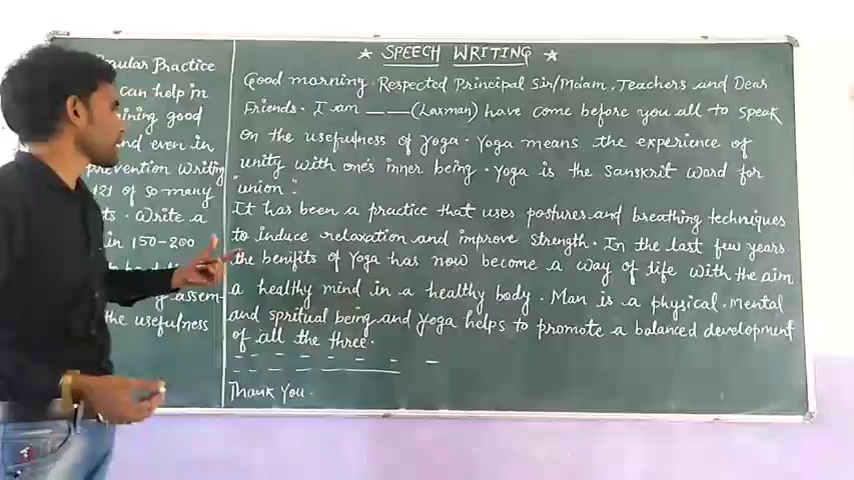 gular Practice
can help in
ining good
nd even in
prevention writing
121 of so many
ts. Write a
in 150-200
assem-
the usefulness
★ SPEECH WRITING ★
Good morning. Respected Principal Sir/Ma'am, Teachers and Dear
Friends. I am ____ (Laxman) have come before you all to speak
on the usefulness of yoga. Yoga means the experience of
unity with one's inner being. Yoga is the Sanskrit word for
"union".
It has been a practice that uses postures and breathing techniques
to induce relaxation and improve strength. In the last few years
the benifits of Yoga has now become a way of life with the aim
a healthy mind in a healthy body. Man is a physical, mental
and spritual being and Yoga helps to promote a balanced development
of all the three.
Thank You.